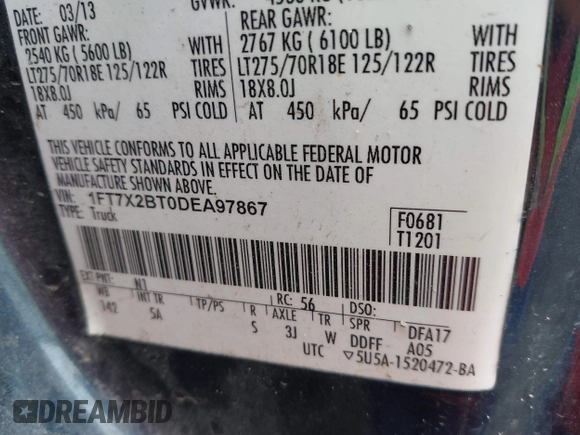 DATE: 03/13 GVWR:
FRONT GAWR: REAR GAWR:
2540 KG ( 5600 LB) WITH 2767 KG ( 6100 LB) WITH
LT275/70R18E 125/122R TIRES LT275/70R18E 125/122R TIRES
18X8.0J RIMS 18X8.0J RIMS
AT 450 kPa/ 65 PSI COLD AT 450 kPa/ 65 PSI COLD
THIS VEHICLE CONFORMS TO ALL APPLICABLE FEDERAL MOTOR
VEHICLE SAFETY STANDARDS IN EFFECT ON THE DATE OF
MANUFACTURE SHOWN ABOVE.
VIN: 1FT7X2BT0DEA97867
TYPE: Truck
F0681
T1201
EXT PNT: N1 RC: 56 DSO:
WB INT TR TP/PS R AXLE TR SPR DFA17
142 SA S 3J W DDFF A05
UTC ▽5U5A-1520472-BA
DREAMBID